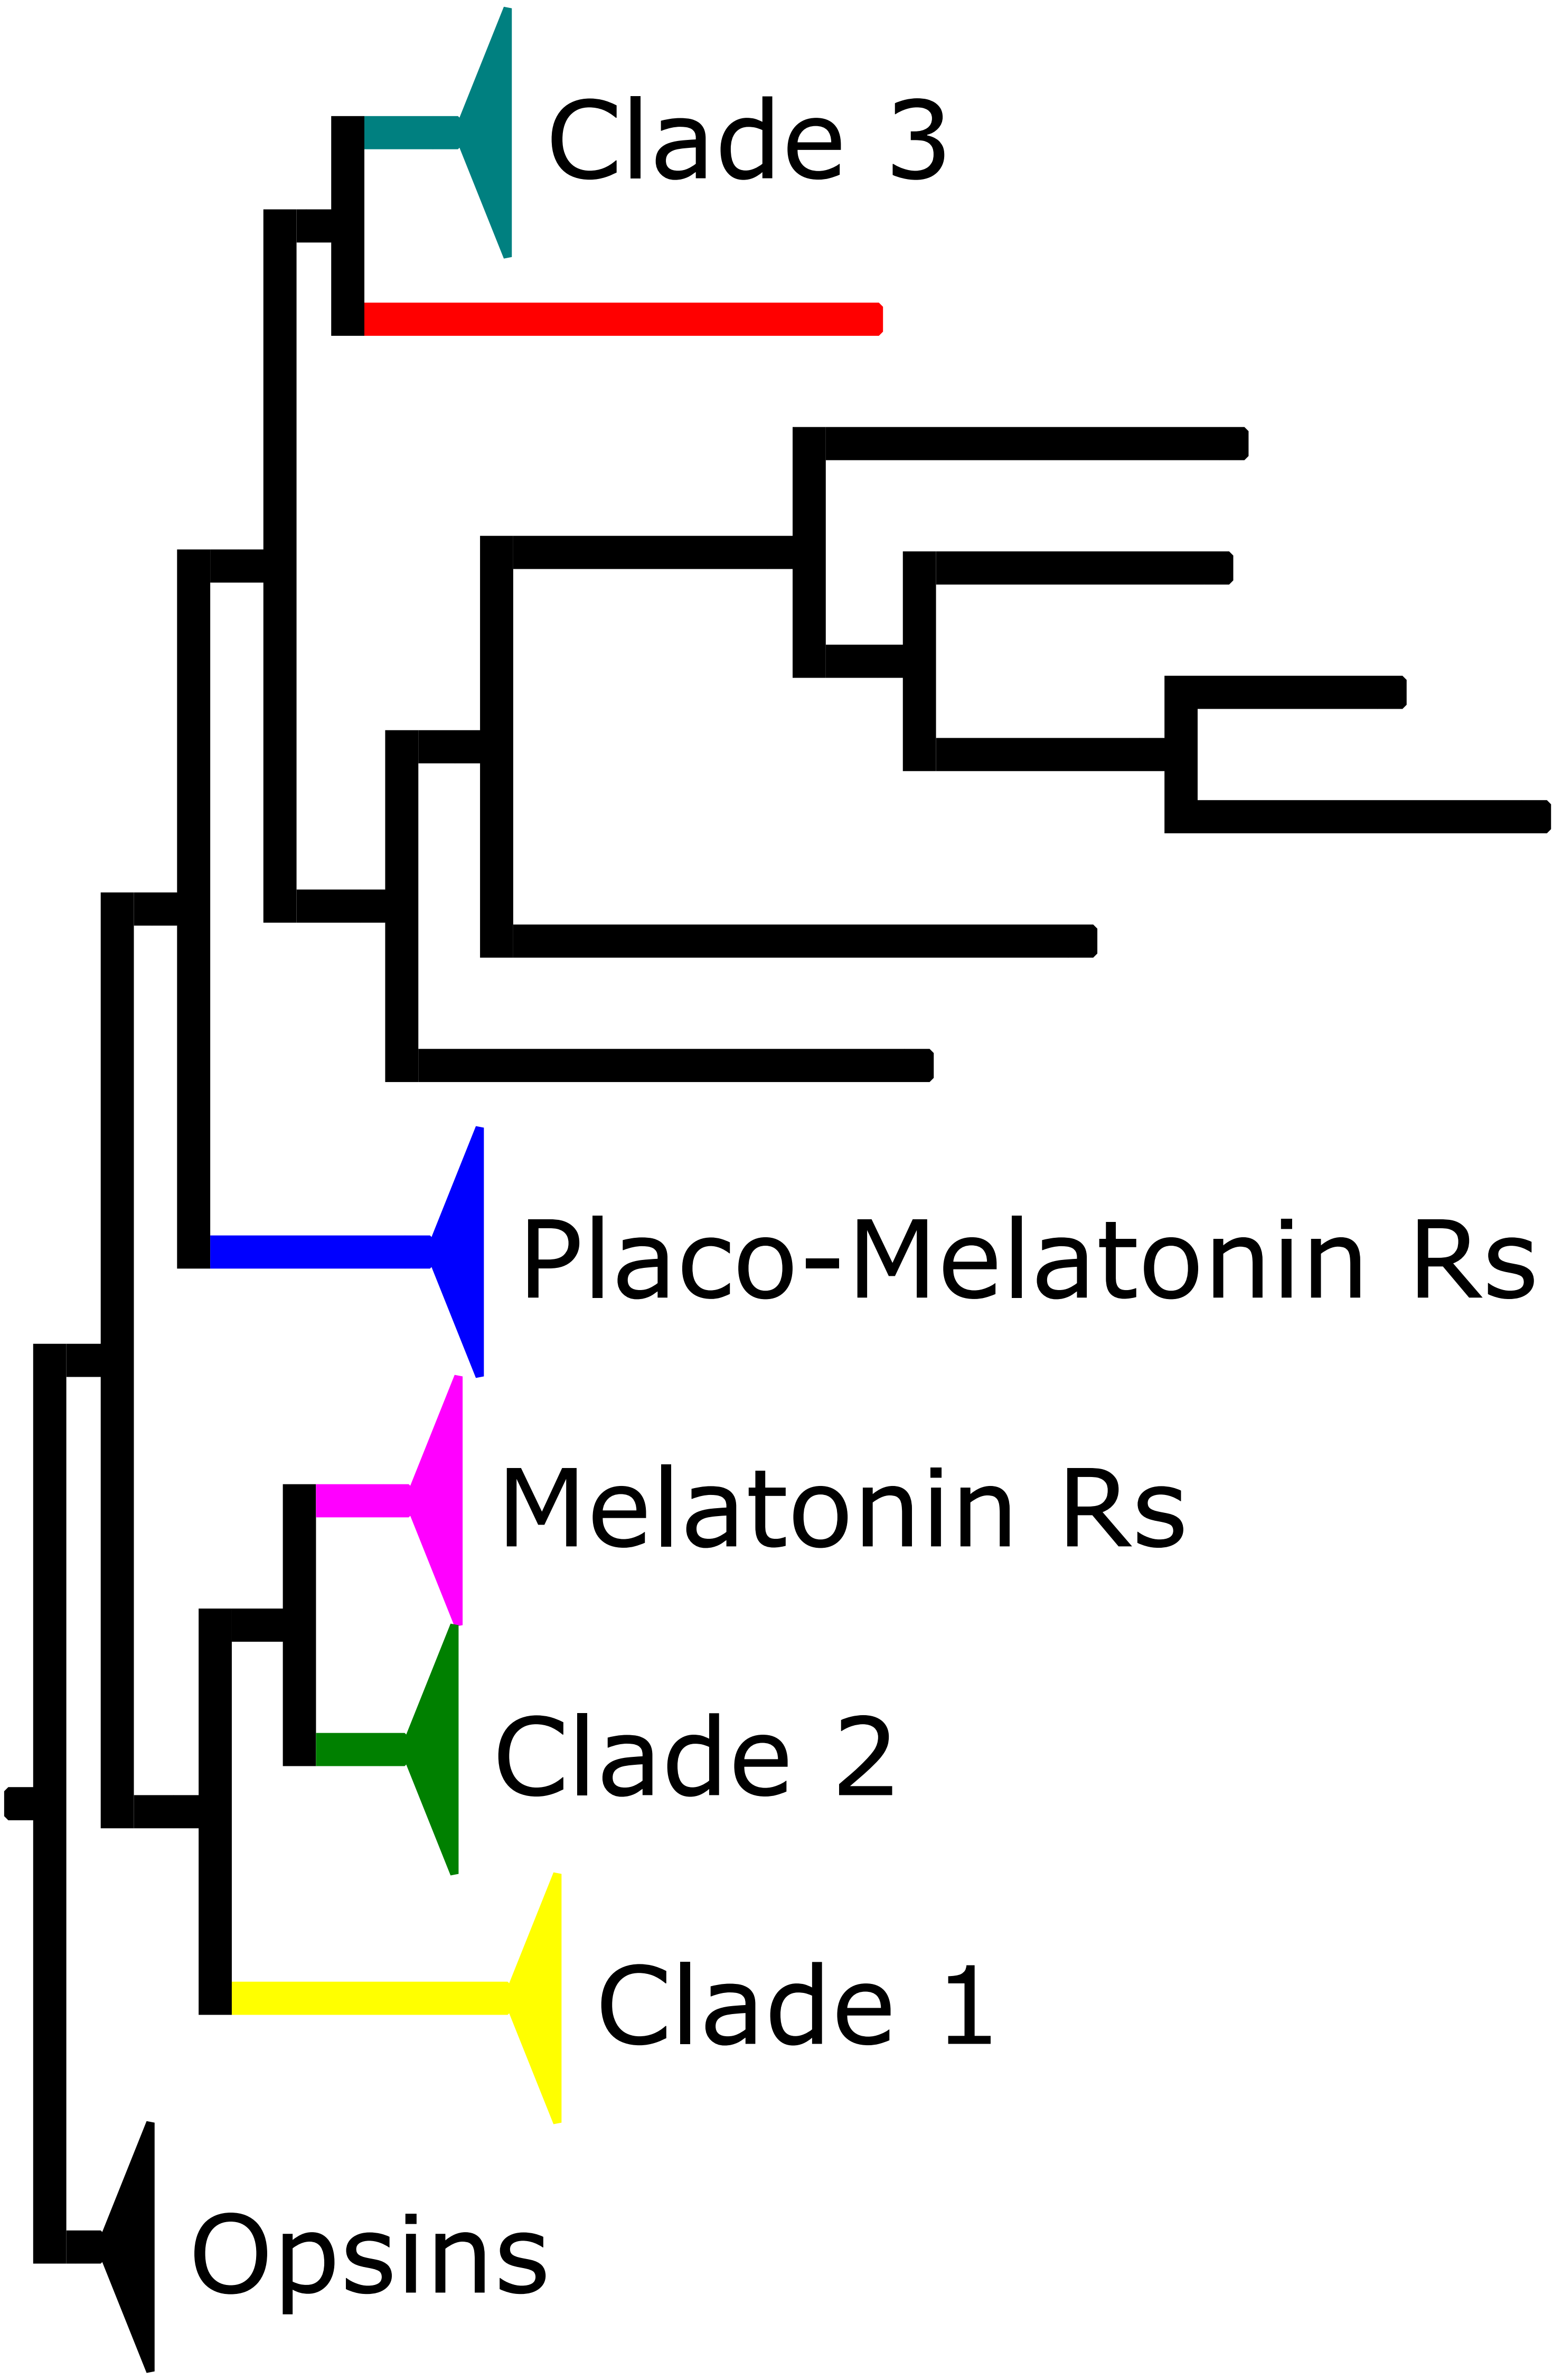 Clade 3
Placo-Melatonin Rs
Melatonin Rs
Clade 2
Clade 1
Opsins